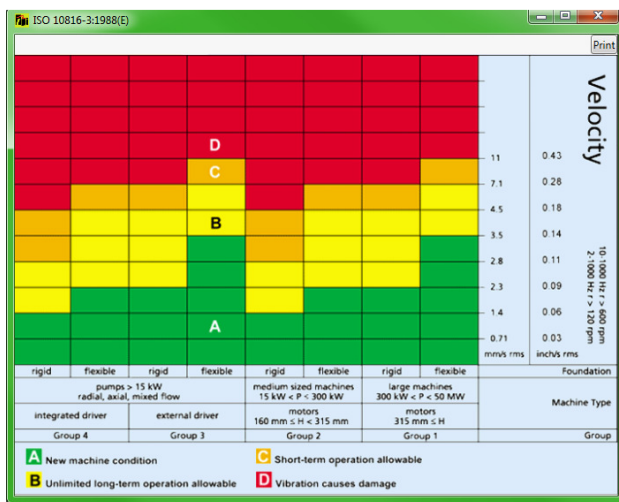 ISO 10816-3:1988(E)
Print
D
C
B
A
11 0.43
7.1 0.28
4.5 0.18
3.5 0.14
2.8 0.11
2.3 0.09
1.4 0.06
0.71 0.03
mm/s rms inch/s rms
Velocity
10-1000 Hz r > 600 rpm
2-1000 Hz r > 120 rpm
rigid flexible rigid flexible rigid flexible rigid flexible Foundation
pumps > 15 kW
radial, axial, mixed flow
medium sized machines
15 kW < P ≤ 300 kW
large machines
300 kW < P < 50 MW
Machine Type
integrated driver external driver
motors
160 mm ≤ H < 315 mm
motors
315 mm ≤ H
Group 4 Group 3 Group 2 Group 1 Group
A New machine condition
C Short-term operation allowable
B Unlimited long-term operation allowable
D Vibration causes damage